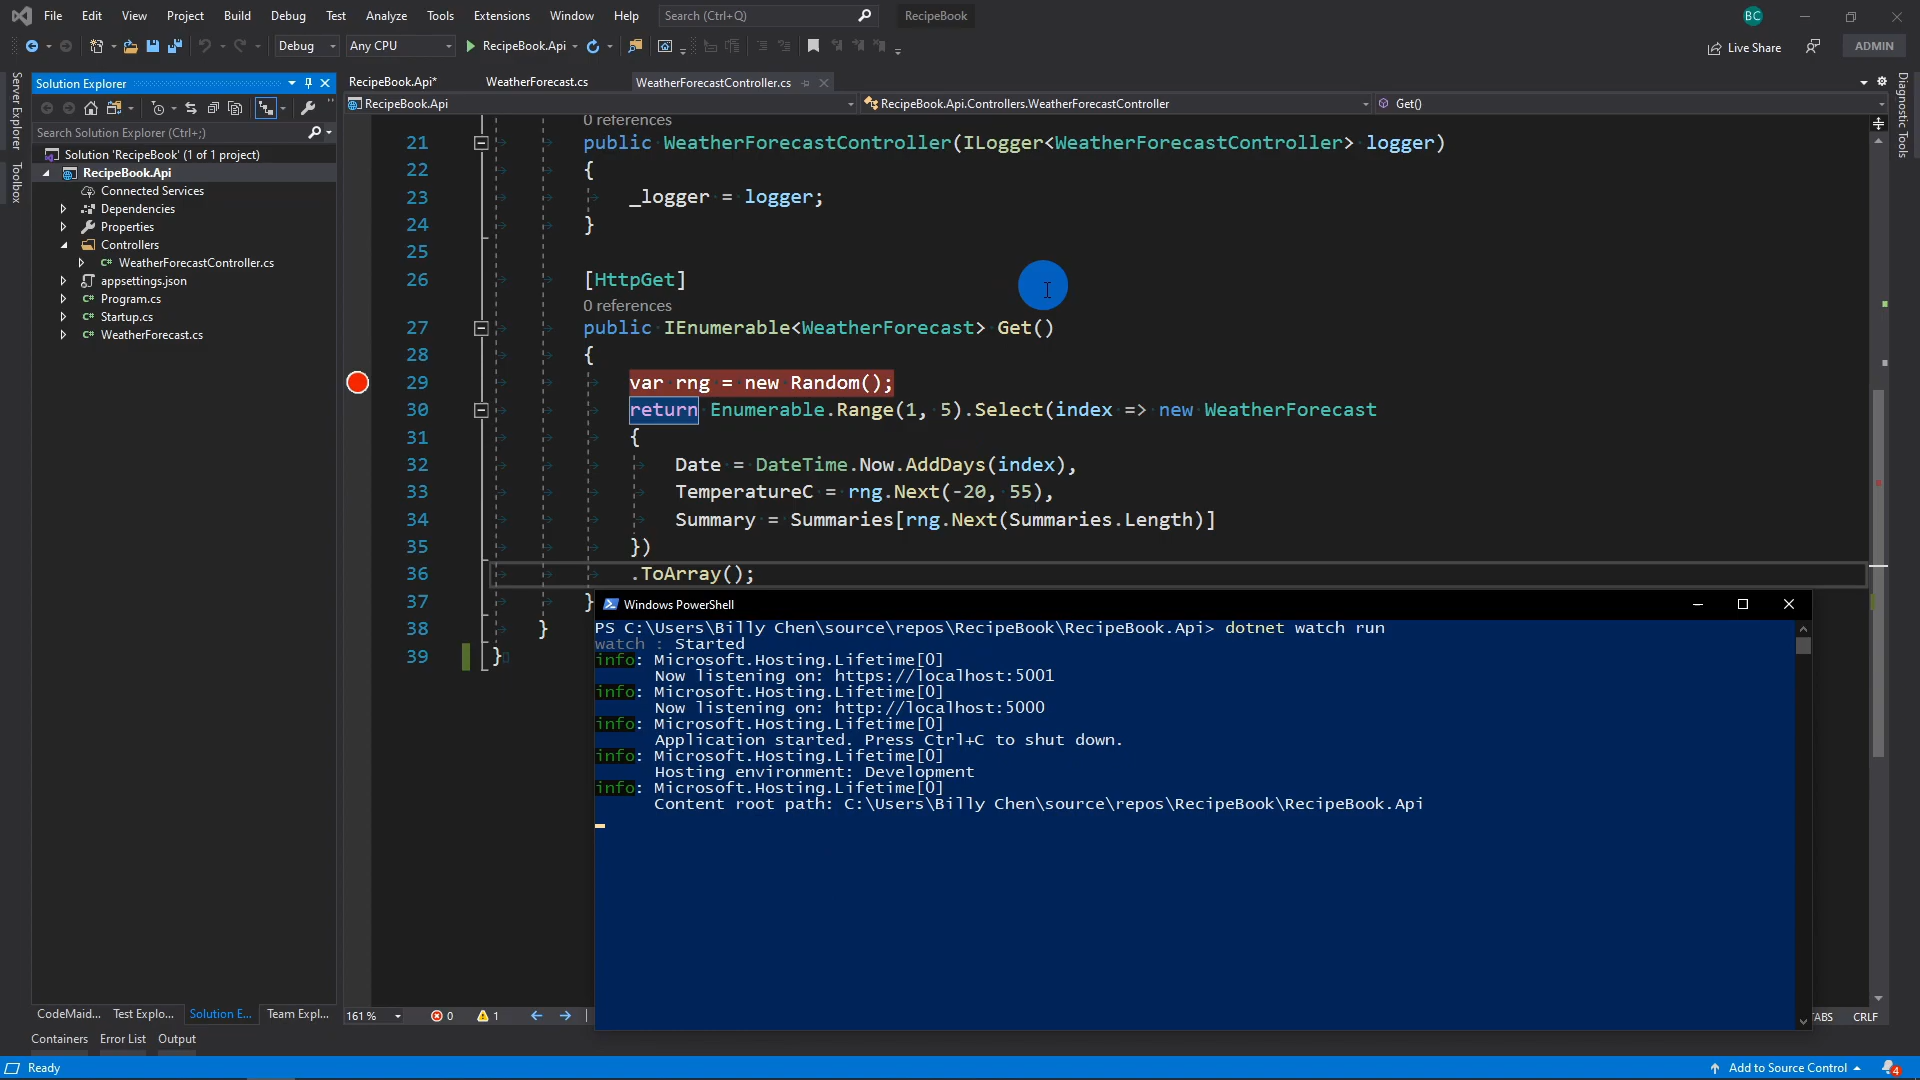 File Edit View Project Build Debug Test Analyze Tools Extensions Window Help Search (Ctrl+Q) RecipeBook BC
Debug Any CPU RecipeBook.Api Live Share ADMIN
Server Explorer
Toolbox
Solution Explorer
Search Solution Explorer (Ctrl+;)
Solution 'RecipeBook' (1 of 1 project)
RecipeBook.Api
Connected Services
Dependencies
Properties
Controllers
C# WeatherForecastController.cs
appsettings.json
C# Program.cs
C# Startup.cs
C# WeatherForecast.cs
CodeMaid... Test Explo... Solution E... Team Expl...
RecipeBook.Api* WeatherForecast.cs WeatherForecastController.cs
RecipeBook.Api RecipeBook.Api.Controllers.WeatherForecastController Get()
0 references
21 public WeatherForecastController(ILogger<WeatherForecastController> logger)
22 {
23 _logger = logger;
24 }
25
26 [HttpGet]
0 references
27 public IEnumerable<WeatherForecast> Get()
28 {
29 var rng = new Random();
30 return Enumerable.Range(1, 5).Select(index => new WeatherForecast
31 {
32 Date = DateTime.Now.AddDays(index),
33 TemperatureC = rng.Next(-20, 55),
34 Summary = Summaries[rng.Next(Summaries.Length)]
35 })
36 .ToArray();
37 }
38 }
39 }
Windows PowerShell
PS C:\Users\Billy Chen\source\repos\RecipeBook\RecipeBook.Api> dotnet watch run
watch : Started
info: Microsoft.Hosting.Lifetime[0]
Now listening on: https://localhost:5001
info: Microsoft.Hosting.Lifetime[0]
Now listening on: http://localhost:5000
info: Microsoft.Hosting.Lifetime[0]
Application started. Press Ctrl+C to shut down.
info: Microsoft.Hosting.Lifetime[0]
Hosting environment: Development
info: Microsoft.Hosting.Lifetime[0]
Content root path: C:\Users\Billy Chen\source\repos\RecipeBook\RecipeBook.Api
Diagnostic Tools
161 % 0 1 TABS CRLF
Containers Error List Output
Ready Add to Source Control 4